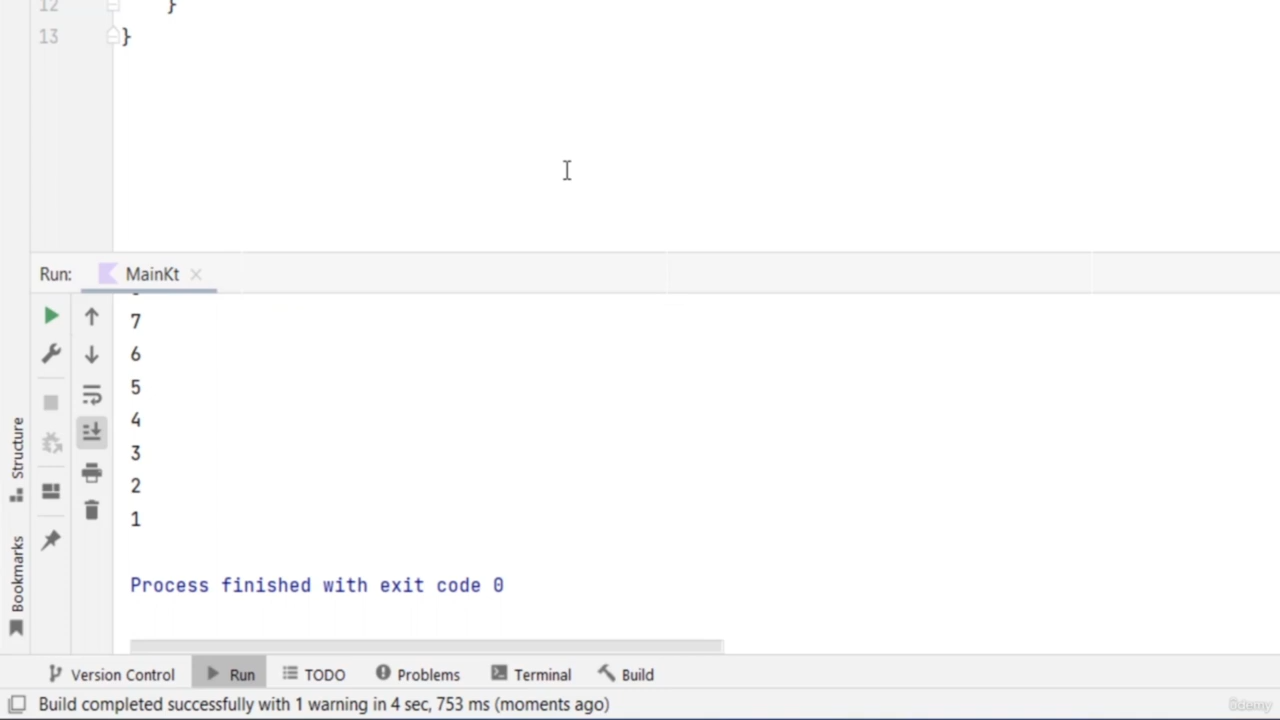 12 }
13 }
Run: MainKt
7
6
5
4
3
2
1
Process finished with exit code 0
Structure
Bookmarks
Version Control Run TODO Problems Terminal Build
Build completed successfully with 1 warning in 4 sec, 753 ms (moments ago)
ûdemy